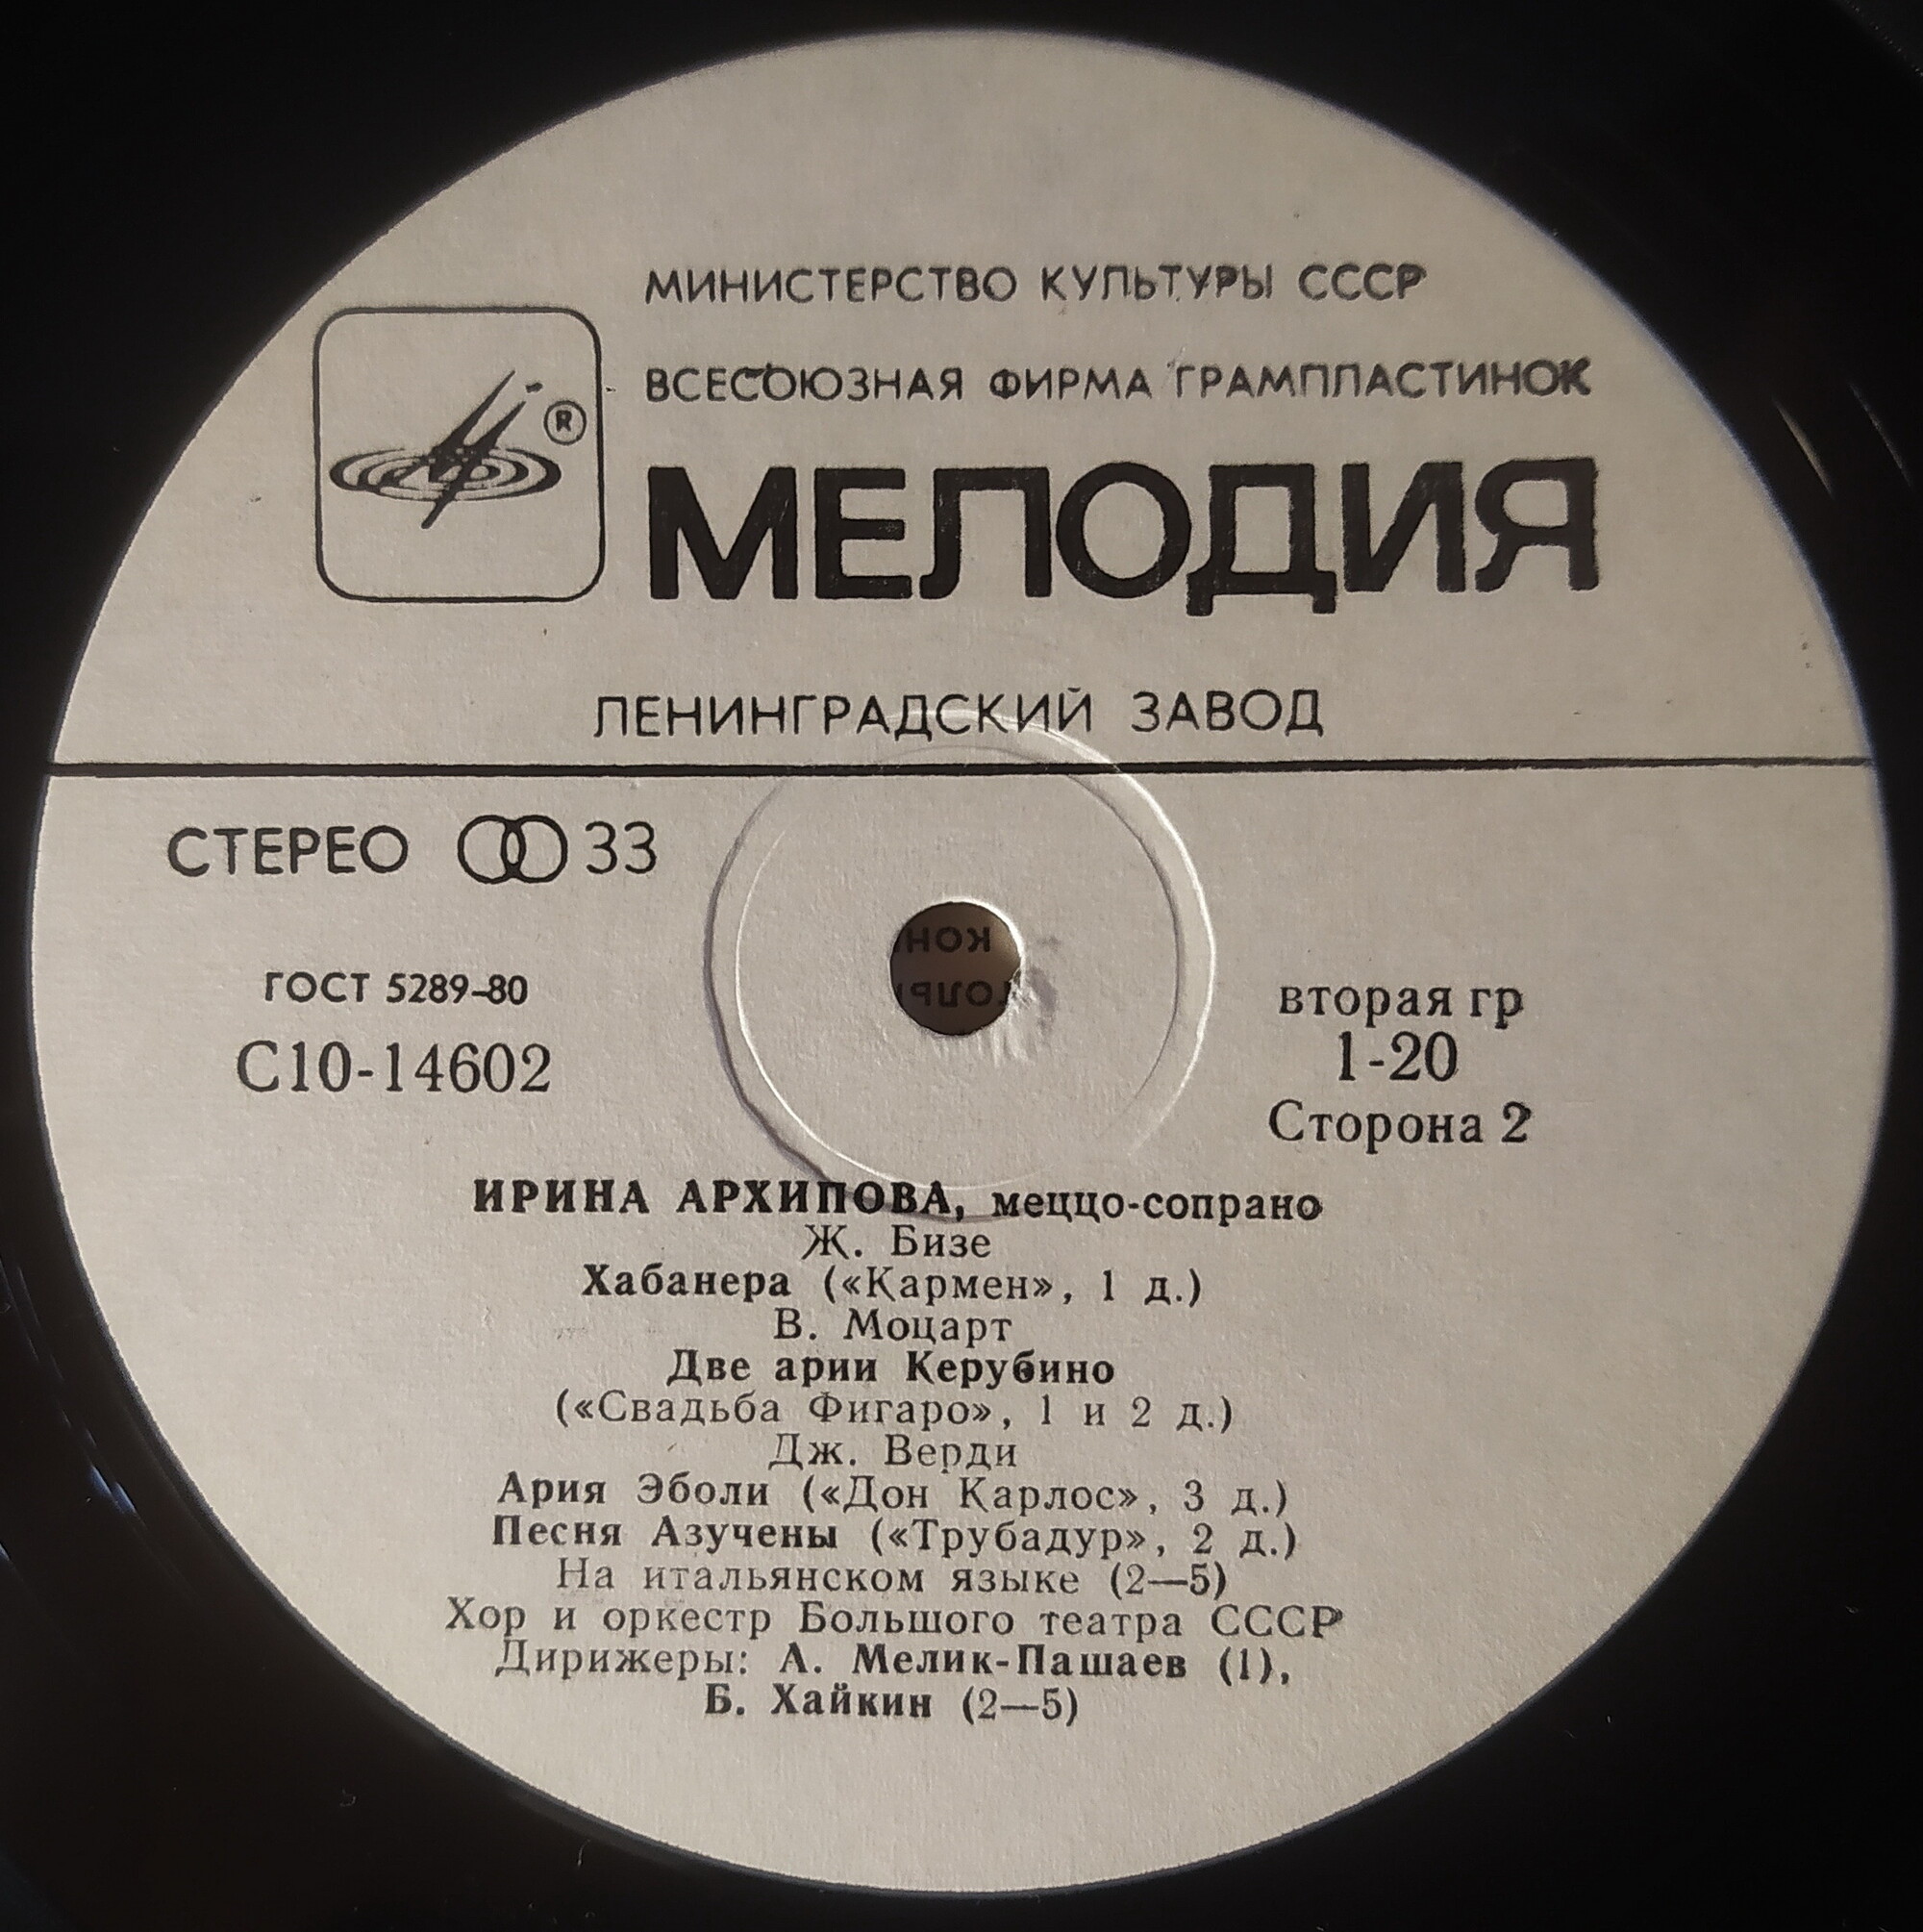 МИНИСТЕРСТВО КУЛЬТУРЫ СССР
ВСЕСОЮЗНАЯ ФИРМА ГРАМПЛАСТИНОК
®
МЕЛОДИЯ
ЛЕНИНГРАДСКИЙ ЗАВОД
СТЕРЕО 33
ГОСТ 5289-80
С10-14602
вторая гр
1-20
Сторона 2
ИРИНА АРХИПОВА, меццо-сопрано
Ж. Бизе
Хабанера («Кармен», 1 д.)
В. Моцарт
Две арии Керубино
(«Свадьба Фигаро», 1 и 2 д.)
Дж. Верди
Ария Эболи («Дон Карлос», 3 д.)
Песня Азучены («Трубадур», 2 д.)
На итальянском языке (2—5)
Хор и оркестр Большого театра СССР
Дирижеры: А. Мелик-Пашаев (1),
Б. Хайкин (2—5)